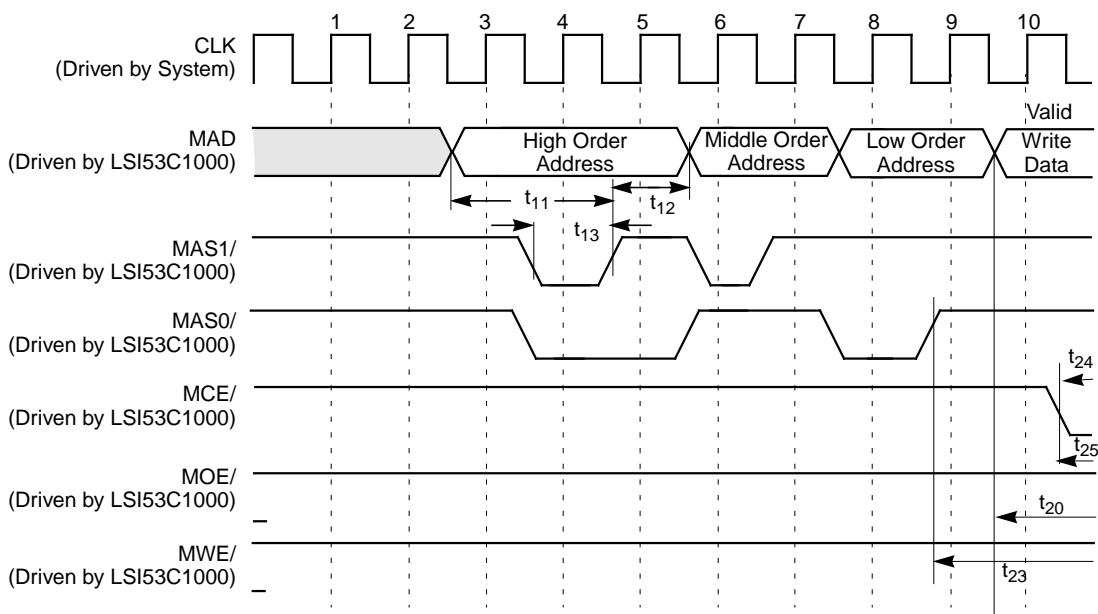 1 2 3 4 5 6 7 8 9 10
CLK
(Driven by System)
Valid
MAD
(Driven by LSI53C1000)
High Order
Address
Middle Order
Address
Low Order
Address
Write
Data
t11
t12
t13
MAS1/
(Driven by LSI53C1000)
MAS0/
(Driven by LSI53C1000)
t24
MCE/
(Driven by LSI53C1000)
t25
MOE/
(Driven by LSI53C1000)
t20
MWE/
(Driven by LSI53C1000)
t23